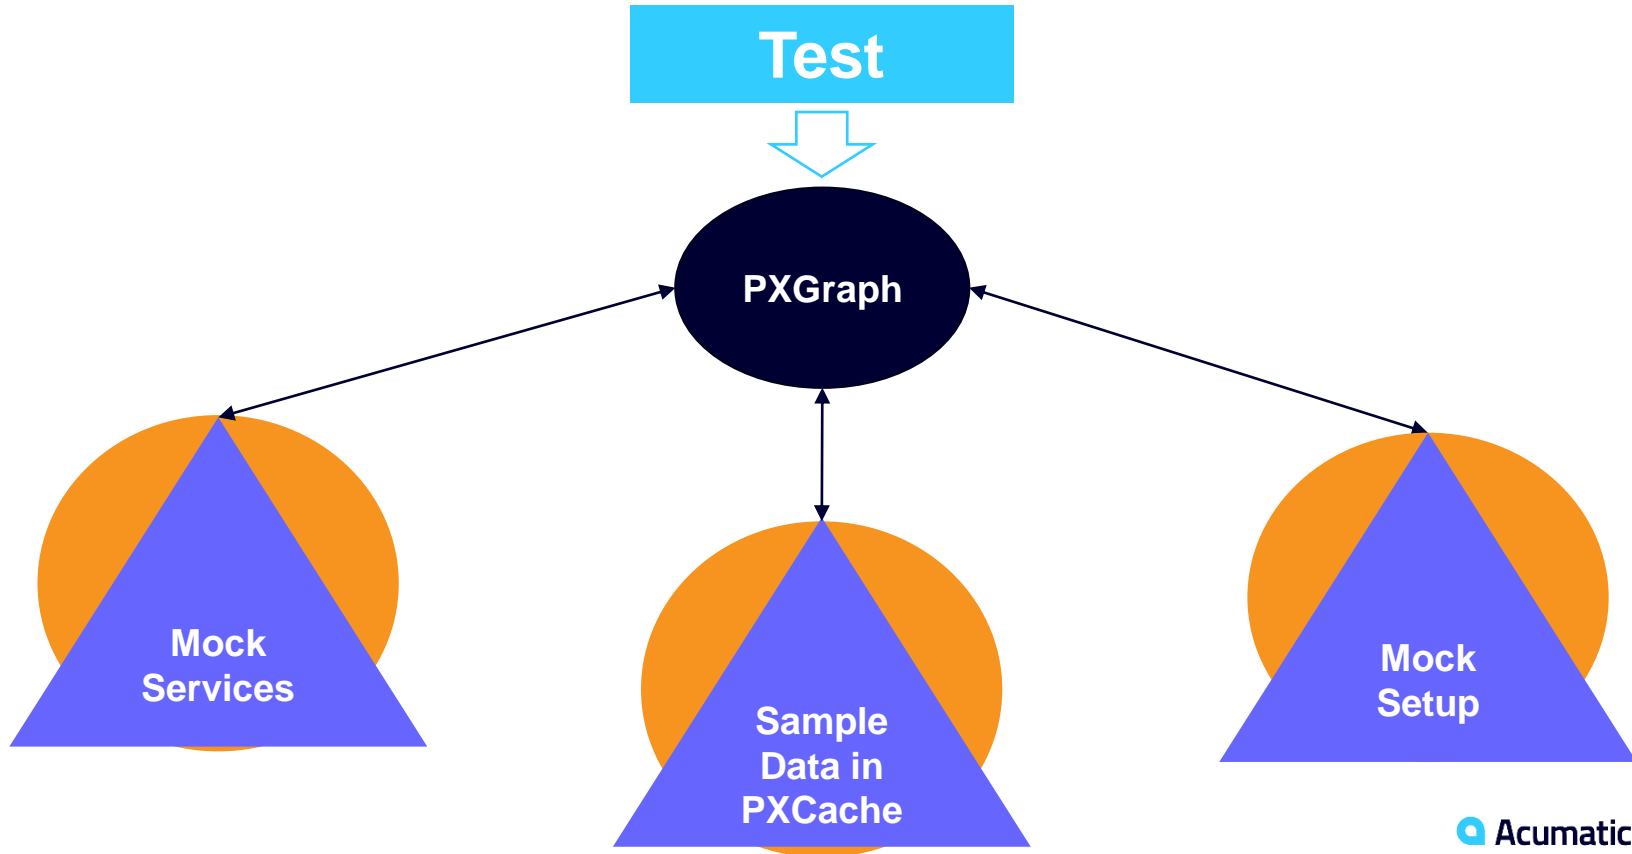 Test
PXGraph
Mock
Services
Sample
Data in
PXCache
Mock
Setup
Acumatic